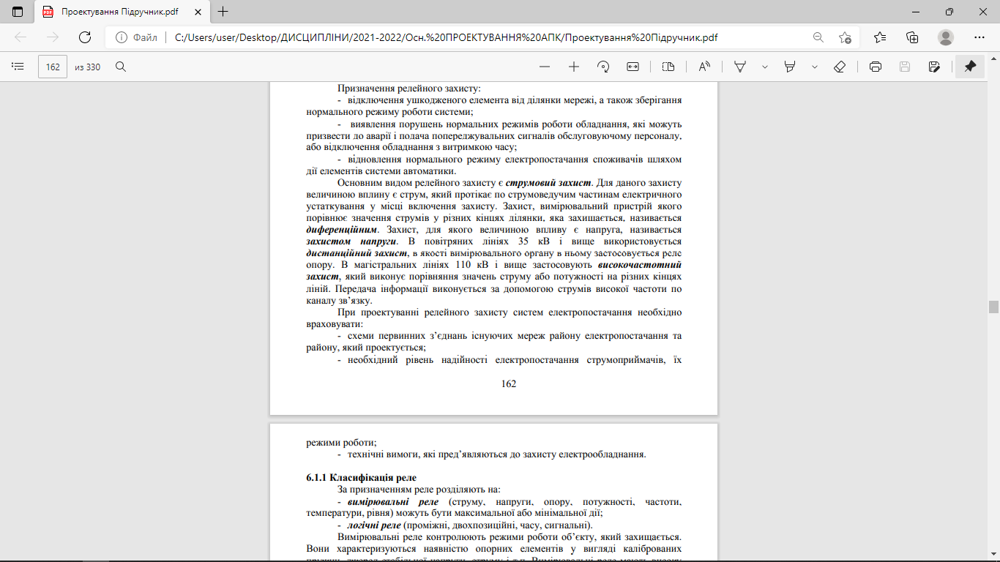 Проектування Підручник.pdf
Файл
C:/Users/user/Desktop/ДИСЦИПЛІНИ/2021-2022/Осн.%20ПРОЕКТУВАННЯ%20АПК/Проектування%20Підручник.pdf
162
из 330
Призначення релейного захисту:
- відключення ушкодженого елемента від ділянки мережі, а також зберігання
нормального режиму роботи системи;
- виявлення порушень нормальних режимів роботи обладнання, які можуть
призвести до аварії і подача попереджувальних сигналів обслуговуючому персоналу,
або відключення обладнання з витримкою часу;
- відновлення нормального режиму електропостачання споживачів шляхом
дії елементів системи автоматики.
Основним видом релейного захисту є струмовий захист. Для даного захисту
величиною вплину є струм, який протікає по струмоведучим частинам електричного
устаткування у місці включення захисту. Захист, вимірювальний пристрій якого
порівнює значення струмів у різних кінцях ділянки, яка захищається, називається
диференційним. Захист, для якого величиною впливу є напруга, називається
захистом напруги. В повітряних лініях 35 кВ і вище використовується
дистанційний захист, в якості вимірювального органу в ньому застосовується реле
опору. В магістральних лініях 110 кВ і вище застосовують високочастотний
захист, який виконує порівняння значень струму або потужності на різних кінцях
ліній. Передача інформації виконується за допомогою струмів високої частоти по
каналу зв’язку.
При проектуванні релейного захисту систем електропостачання необхідно
враховувати:
- схеми первинних з’єднань існуючих мереж району електропостачання та
району, який проектується;
- необхідний рівень надійності електропостачання струмоприймачів, їх
162
режими роботи;
- технічні вимоги, які пред’являються до захисту електрообладнання.
6.1.1 Класифікація реле
За призначенням реле розділяють на:
- вимірювальні реле (струму, напруги, опору, потужності, частоти,
температури, рівня) можуть бути максимальної або мінімальної дії;
- логічні реле (проміжні, двохпозиційні, часу, сигнальні).
Вимірювальні реле контролюють режими роботи об’єкту, який захищається.
Вони характеризуються наявністю опорних елементів у вигляді каліброваних
пружин, джерел стабільної напруги, струму і т.п. Вимірювальні реле мають високу